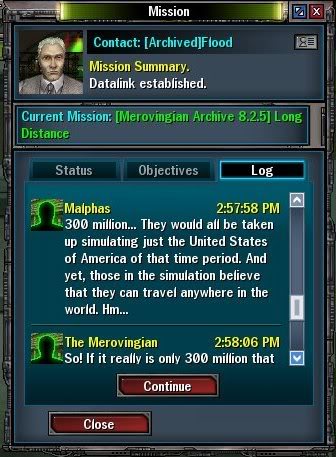 Mission
Contact: [Archived]Flood
Mission Summary.
Datalink established.
Current Mission: [Merovingian Archive 8.2.5] Long
Distance
Status
Objectives
Log
Malphas 2:57:58 PM
300 million... They would all be taken
up simulating just the United States
of America of that time period. And
yet, those in the simulation believe
that they can travel anywhere in the
world. Hm...
The Merovingian 2:58:06 PM
So! If it really is only 300 million that
Continue
Close